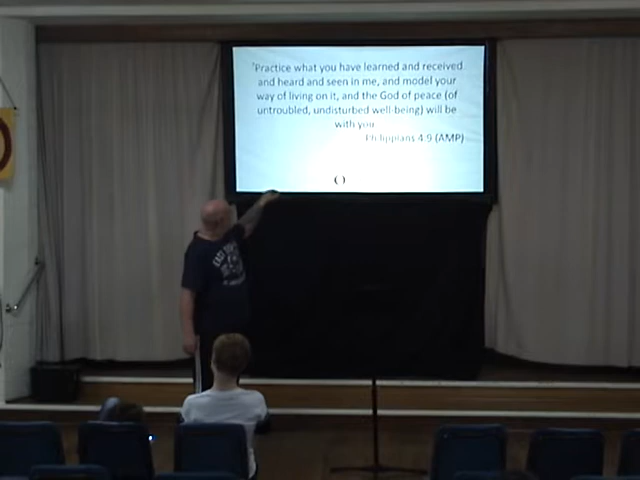 'Practice what you have learned and received
and heard and seen in me, and model your
way of living on it, and the God of peace (of
untroubled, undisturbed well-being) will be
with you
Philippians 4:9 (AMP)
( )